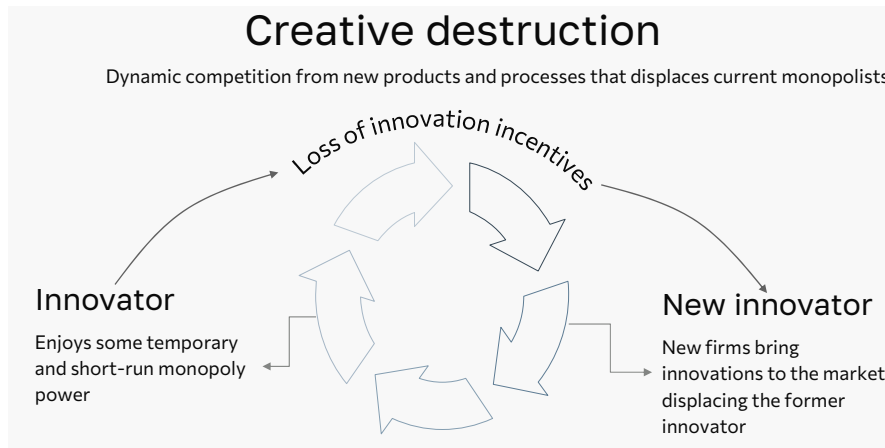 Creative destruction
Dynamic competition from new products and processes that displaces current monopolists
Loss of innovation incentives
Innovator
Enjoys some temporary
and short-run monopoly
power
New innovator
New firms bring
innovations to the market
displacing the former
innovator